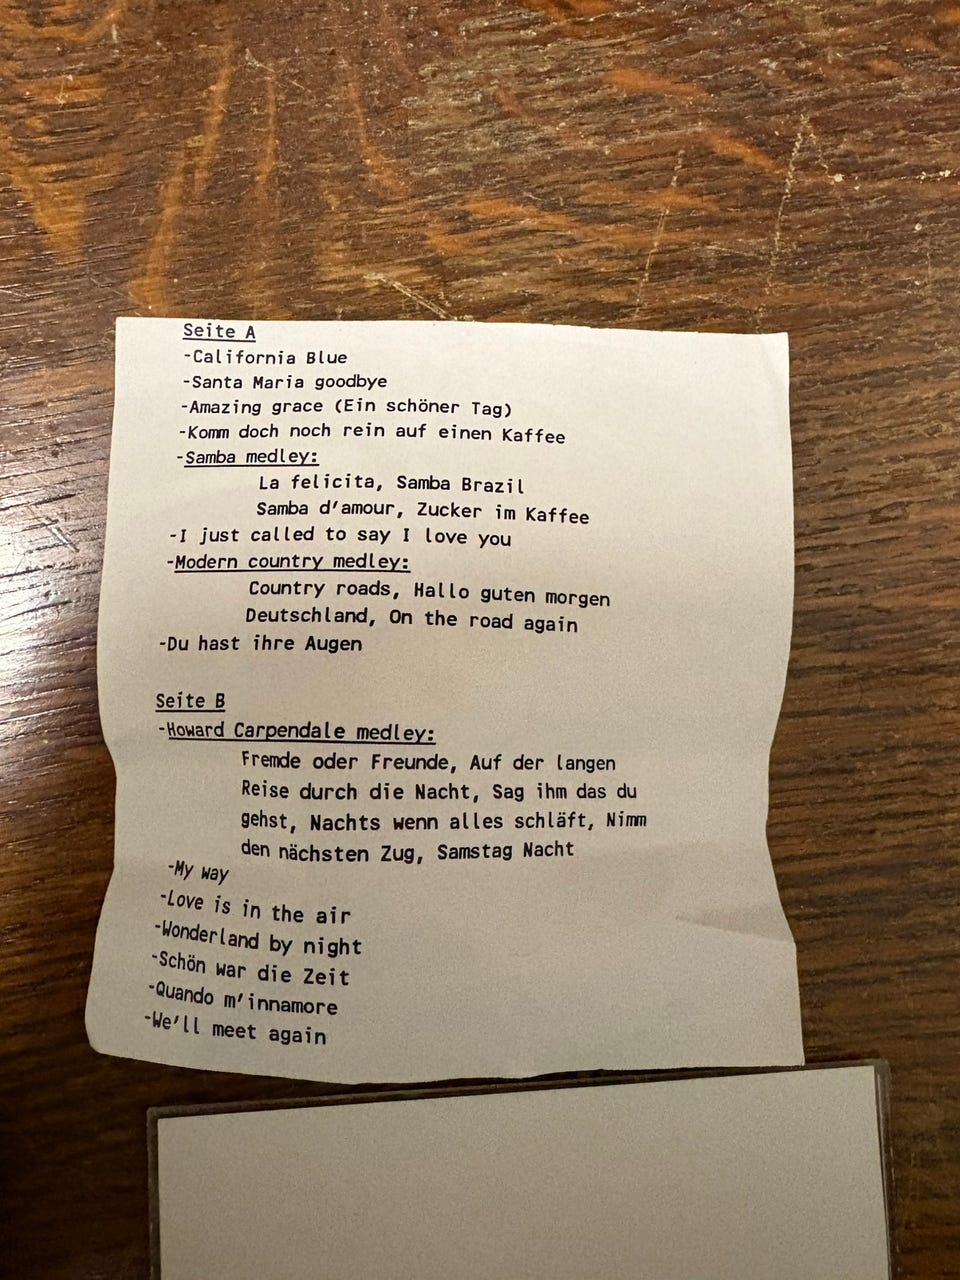 Seite A
-California Blue
-Santa Maria goodbye
-Amazing grace (Ein schöner Tag)
-Komm doch noch rein auf einen Kaffee
-Samba medley:
La felicita, Samba Brazil
Samba d'amour, Zucker im Kaffee
-I just called to say I love you
-Modern country medley:
Country roads, Hallo guten morgen
Deutschland, On the road again
-Du hast ihre Augen
Seite B
-Howard Carpendale medley:
Fremde oder Freunde, Auf der langen
Reise durch die Nacht, Sag ihm das du
gehst, Nachts wenn alles schläft, Nimm
den nächsten Zug, Samstag Nacht
-My way
-Love is in the air
-Wonderland by night
-Schön war die Zeit
-Quando m'innamore
-We'll meet again